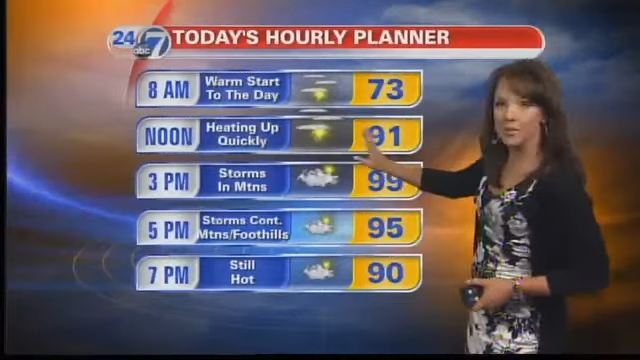 24
abc 7
TODAY'S HOURLY PLANNER
8 AM
Warm Start
To The Day
73
NOON
Heating Up
Quickly
91
3 PM
Storms
In Mtns
5 PM
Storms Cont.
Mtns/Foothills
95
7 PM
Still
Hot
90